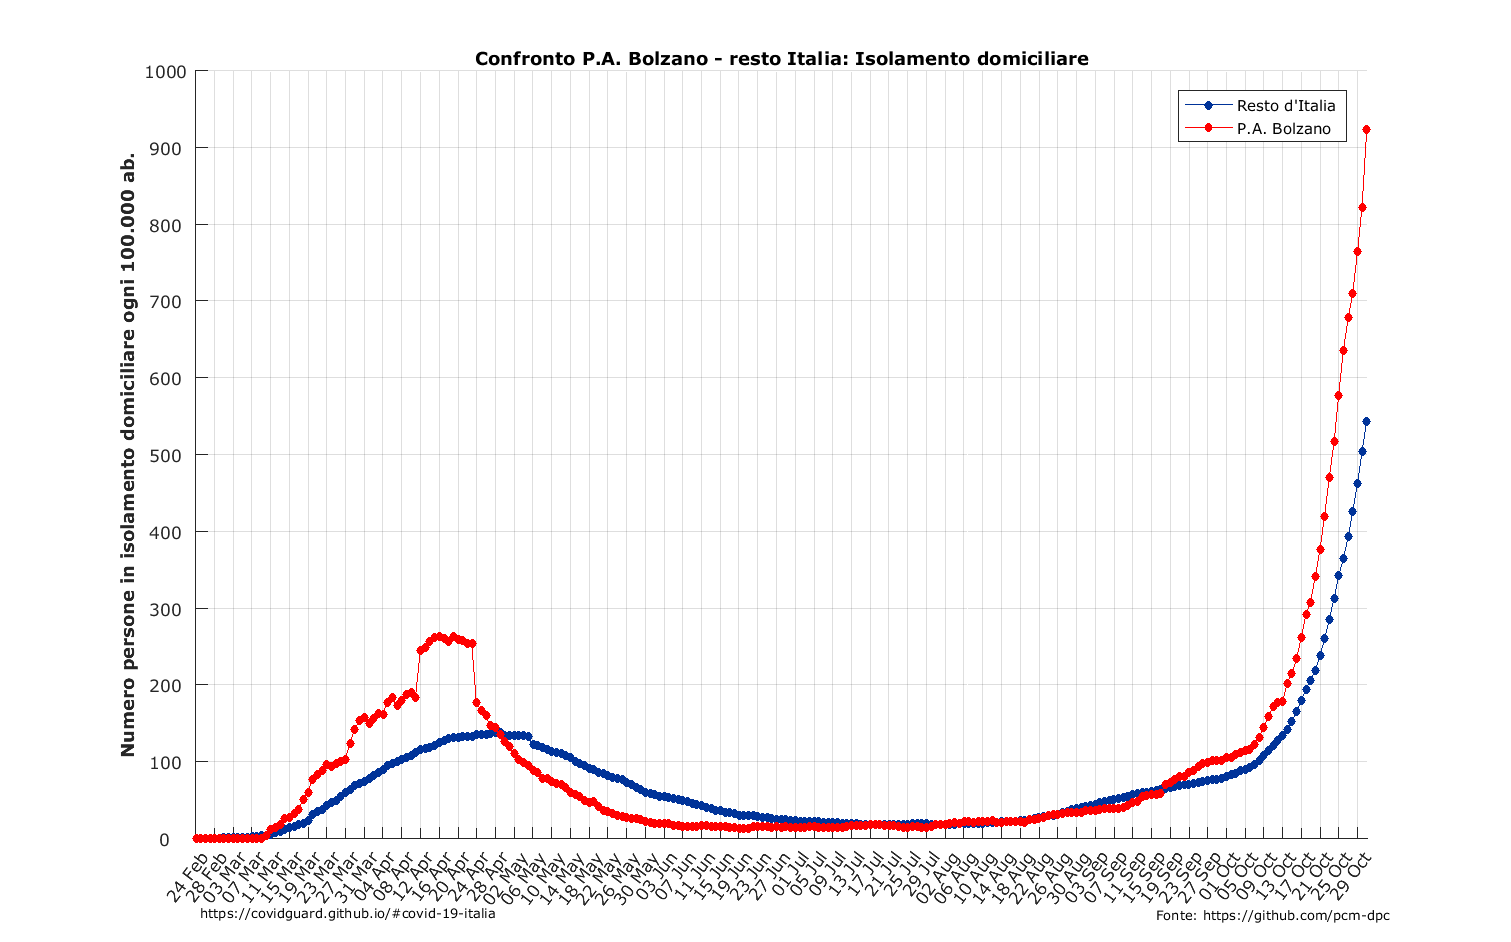 Confronto P.A. Bolzano - resto Italia: Isolamento domiciliare
Resto d'Italia
P.A. Bolzano
Numero persone in isolamento domiciliare ogni 100.000 ab.
1000
900
800
700
600
500
400
300
200
100
0
24 Feb
28 Feb
03 Mar
07 Mar
11 Mar
15 Mar
19 Mar
23 Mar
27 Mar
31 Mar
04 Apr
08 Apr
12 Apr
16 Apr
20 Apr
24 Apr
28 Apr
02 May
06 May
10 May
14 May
18 May
22 May
26 May
30 May
03 Jun
07 Jun
11 Jun
15 Jun
19 Jun
23 Jun
27 Jun
01 Jul
05 Jul
09 Jul
13 Jul
17 Jul
21 Jul
25 Jul
29 Jul
02 Aug
06 Aug
10 Aug
14 Aug
18 Aug
22 Aug
26 Aug
30 Aug
03 Sep
07 Sep
11 Sep
15 Sep
19 Sep
23 Sep
27 Sep
01 Oct
05 Oct
09 Oct
13 Oct
17 Oct
21 Oct
25 Oct
29 Oct
https://covidguard.github.io/#covid-19-italia
Fonte: https://github.com/pcm-dpc